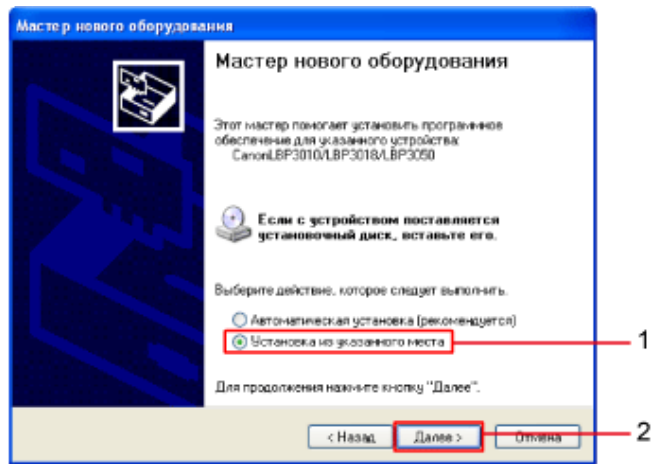 Мастер нового оборудования
Мастер нового оборудования
Этот мастер помогает установить программное
обеспечение для указанного устройства:
CanonLBP3010/LBP3018/LBP3050
Если с устройством поставляется
установочный диск, вставьте его.
Выберите действие, которое следует выполнить.
Автоматическая установка (рекомендуется)
Установка из указанного места
1
Для продолжения нажмите кнопку "Далее".
< Назад
Далее >
Отмена
2